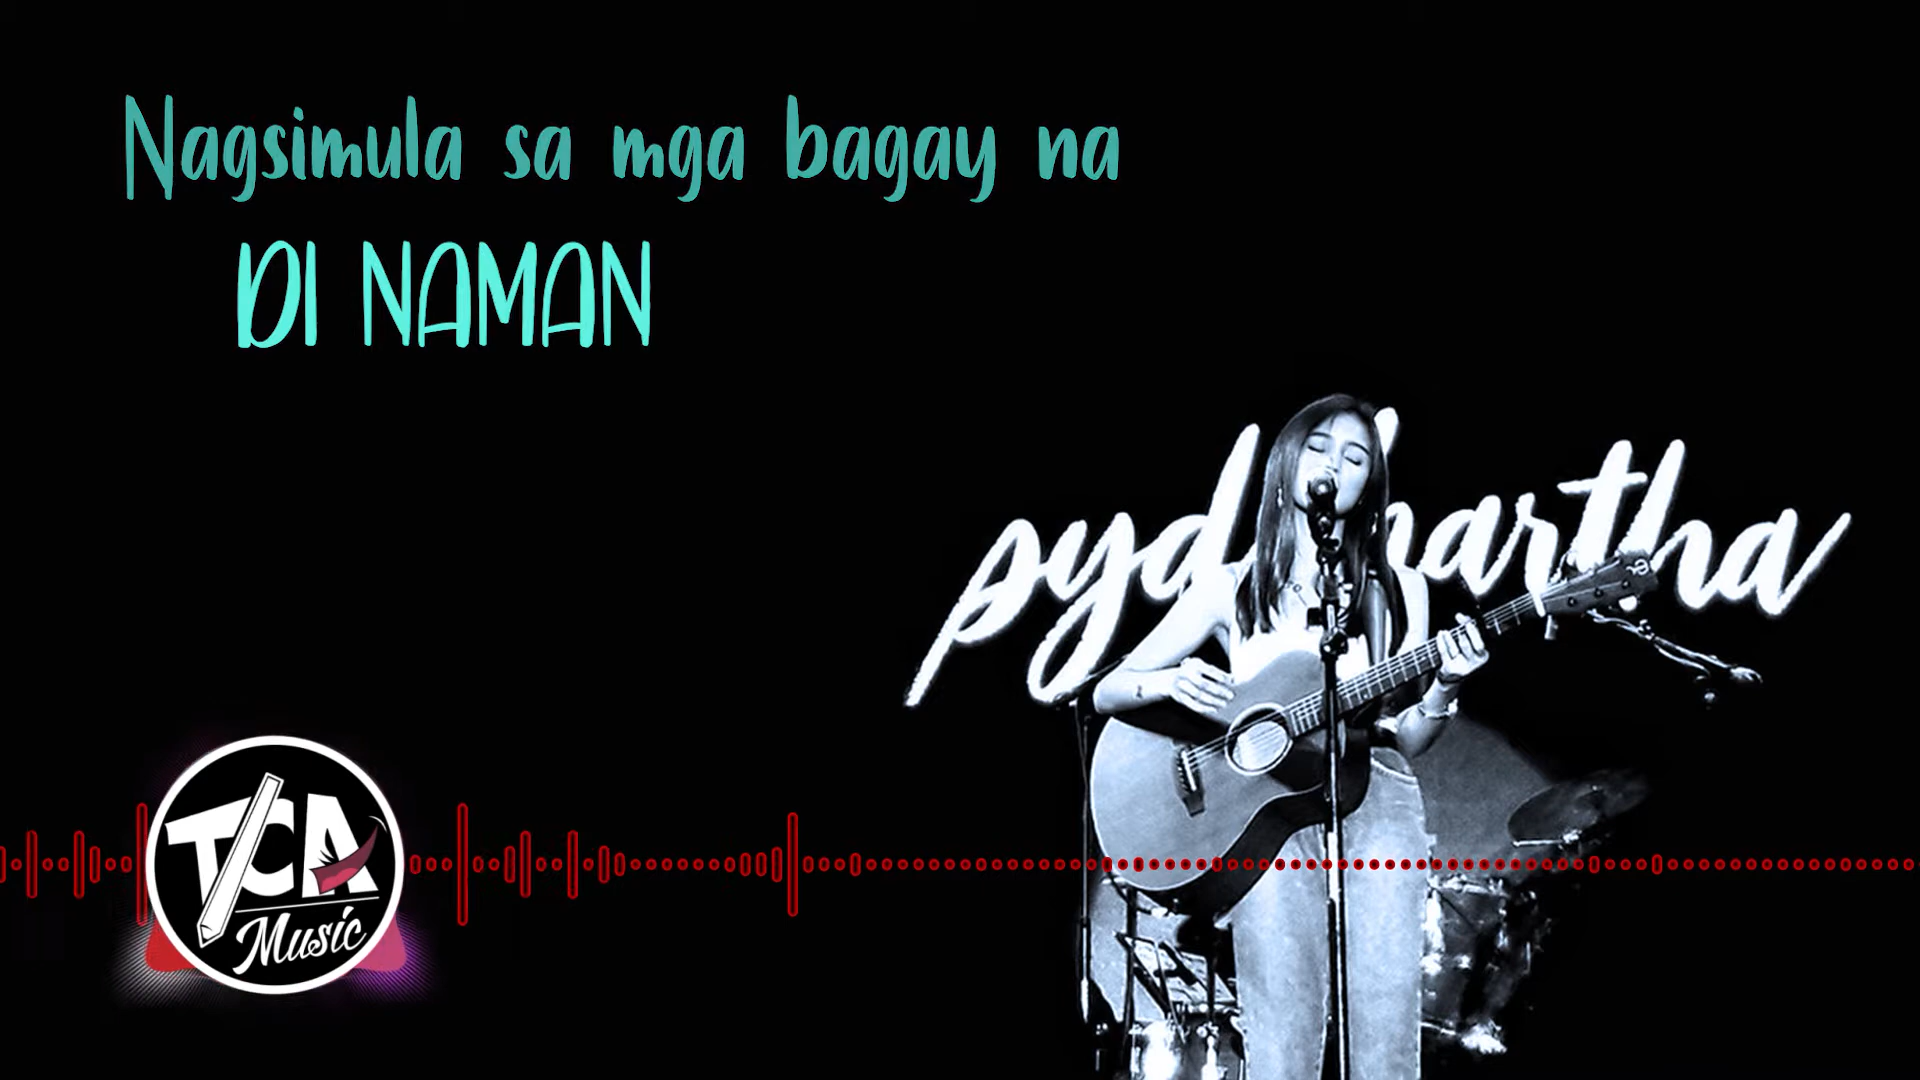 Nagsimula sa mga bagay na
DI NAMAN
TCA
Music